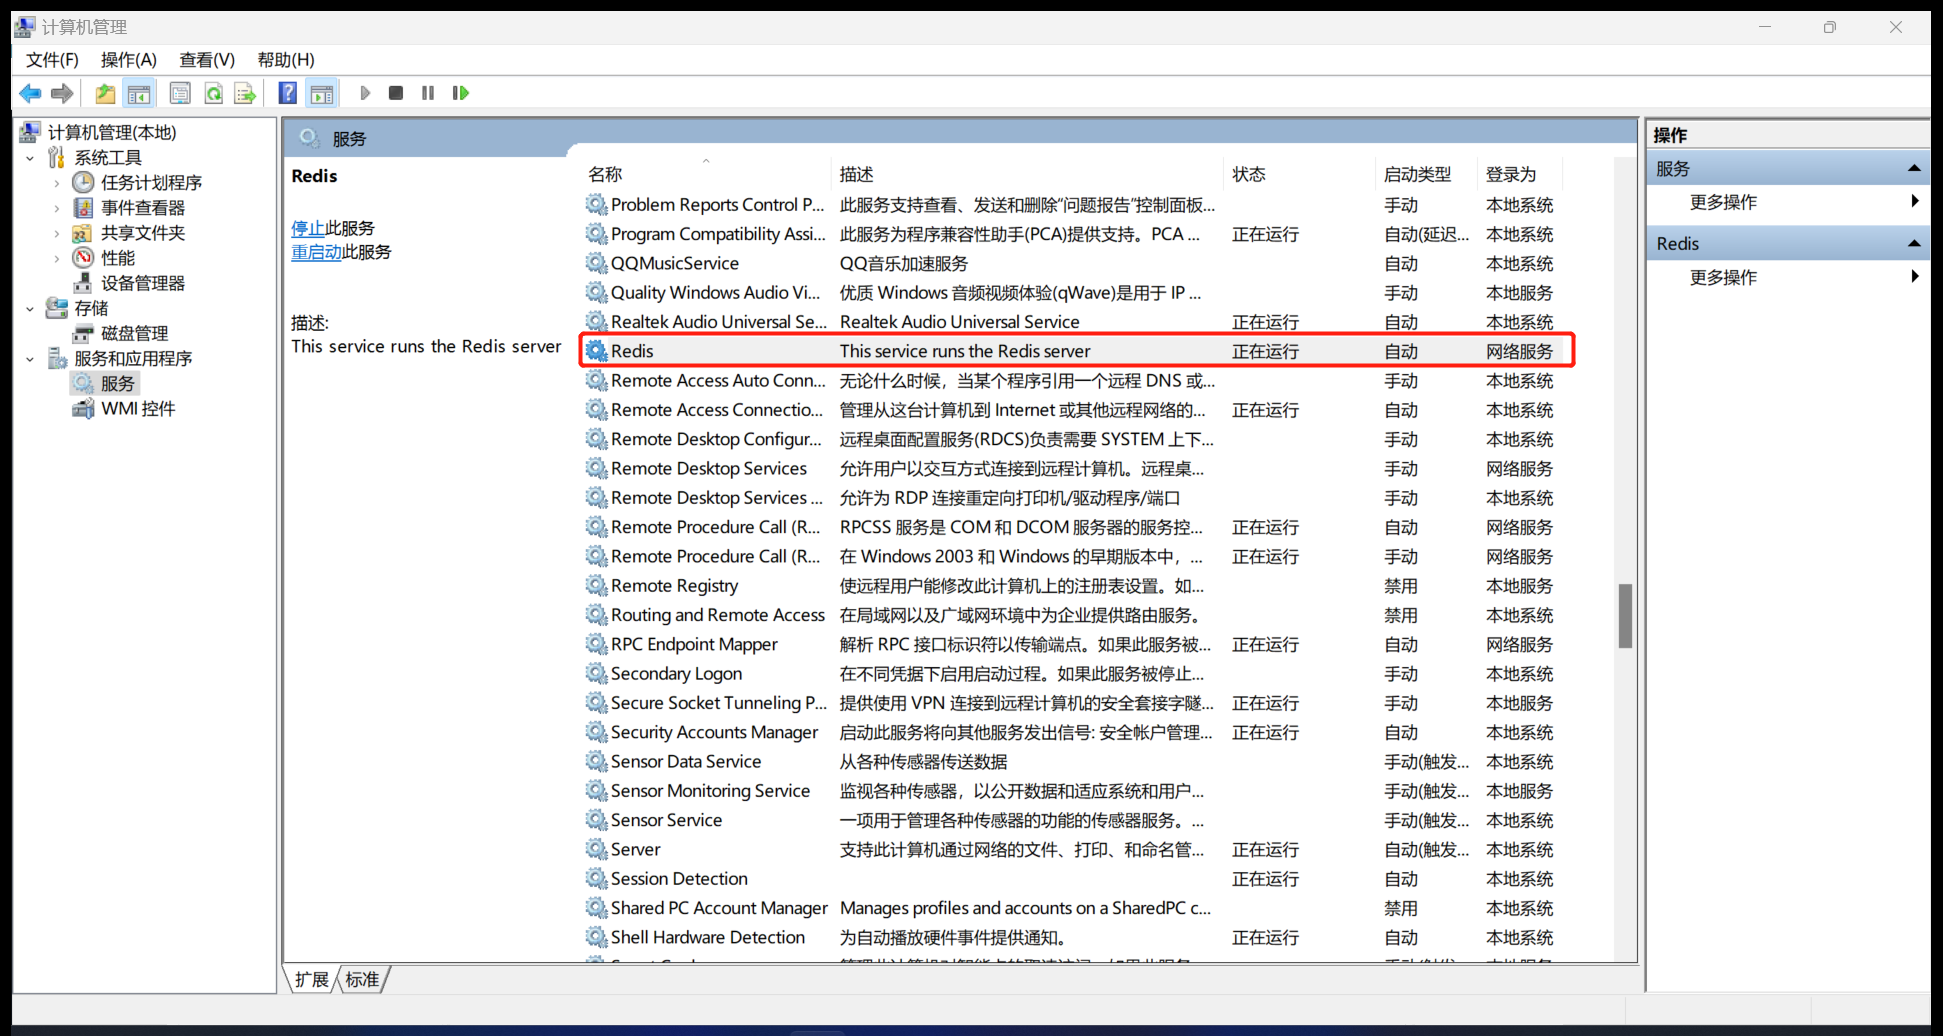 计算机管理
文件(F) 操作(A) 查看(V) 帮助(H)
计算机管理(本地)
系统工具
任务计划程序
事件查看器
共享文件夹
性能
设备管理器
存储
磁盘管理
服务和应用程序
服务
WMI 控件
服务
Redis
停止此服务
重启动此服务
描述:
This service runs the Redis server
名称 描述 状态 启动类型 登录为
Problem Reports Control P... 此服务支持查看、发送和删除“问题报告”控制面板... 手动 本地系统
Program Compatibility Assi... 此服务为程序兼容性助手(PCA)提供支持。PCA ... 正在运行 自动(延迟... 本地系统
QQMusicService QQ音乐加速服务 自动 本地系统
Quality Windows Audio Vi... 优质 Windows 音频视频体验(qWave)是用于 IP ... 手动 本地服务
Realtek Audio Universal Se... Realtek Audio Universal Service 正在运行 自动 本地系统
Redis This service runs the Redis server 正在运行 自动 网络服务
Remote Access Auto Conn... 无论什么时候，当某个程序引用一个远程 DNS 或... 手动 本地系统
Remote Access Connectio... 管理从这台计算机到 Internet 或其他远程网络的... 正在运行 自动 本地系统
Remote Desktop Configur... 远程桌面配置服务(RDCS)负责需要 SYSTEM 上下... 手动 本地系统
Remote Desktop Services 允许用户以交互方式连接到远程计算机。远程桌... 手动 网络服务
Remote Desktop Services ... 允许为 RDP 连接重定向打印机/驱动程序/端口 手动 本地系统
Remote Procedure Call (R... RPCSS 服务是 COM 和 DCOM 服务器的服务控... 正在运行 自动 网络服务
Remote Procedure Call (R... 在 Windows 2003 和 Windows 的早期版本中，... 正在运行 手动 网络服务
Remote Registry 使远程用户能修改此计算机上的注册表设置。如... 禁用 本地服务
Routing and Remote Access 在局域网以及广域网环境中为企业提供路由服务。 禁用 本地系统
RPC Endpoint Mapper 解析 RPC 接口标识符以传输端点。如果此服务被... 正在运行 自动 网络服务
Secondary Logon 在不同凭据下启用启动过程。如果此服务被停止... 手动 本地系统
Secure Socket Tunneling P... 提供使用 VPN 连接到远程计算机的安全套接字隧... 正在运行 手动 本地服务
Security Accounts Manager 启动此服务将向其他服务发出信号: 安全帐户管理... 正在运行 自动 本地系统
Sensor Data Service 从各种传感器传送数据 手动(触发... 本地系统
Sensor Monitoring Service 监视各种传感器，以公开数据和适应系统和用户... 手动(触发... 本地服务
Sensor Service 一项用于管理各种传感器的功能的传感器服务。... 手动(触发... 本地系统
Server 支持此计算机通过网络的文件、打印、和命名管... 正在运行 自动(触发... 本地系统
Session Detection 正在运行 自动 本地系统
Shared PC Account Manager Manages profiles and accounts on a SharedPC c... 禁用 本地系统
Shell Hardware Detection 为自动播放硬件事件提供通知。 正在运行 自动 本地系统
扩展 标准
操作
服务
更多操作
Redis
更多操作